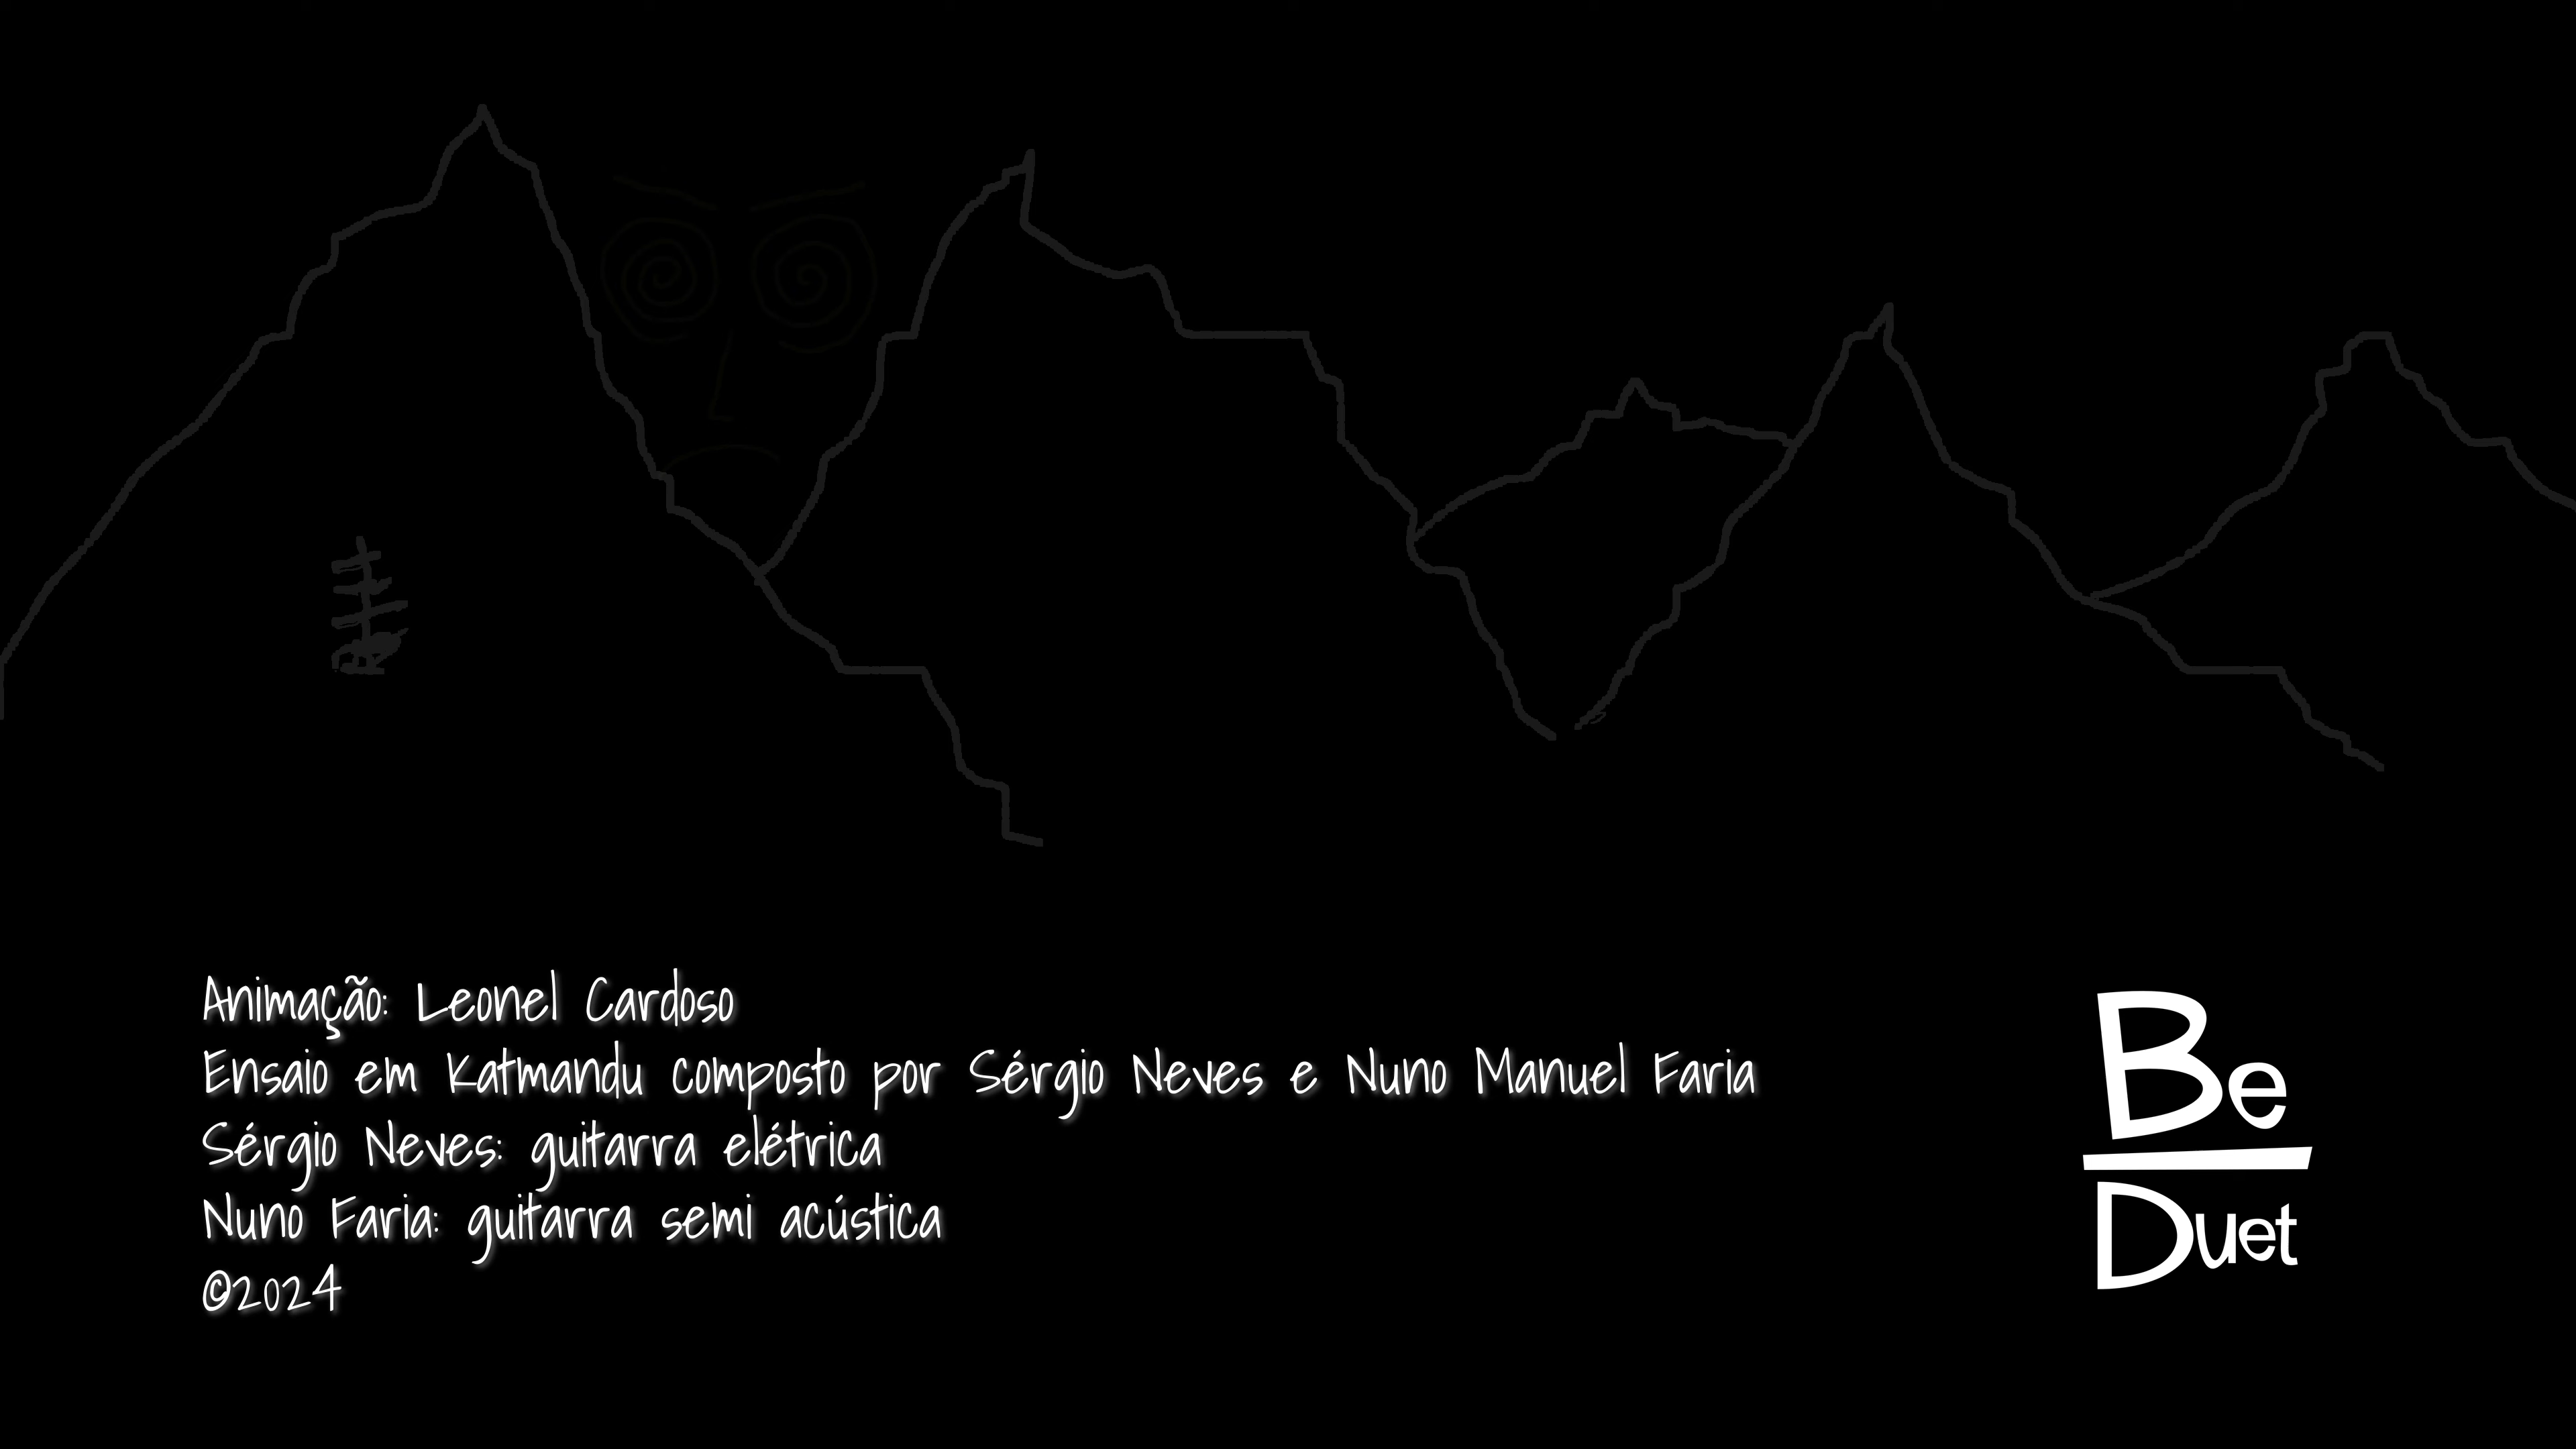 Animação: Leonel Cardoso
Ensaio em Katmandu composto por Sérgio Neves e Nuno Manuel Faria
Sérgio Neves: guitarra elétrica
Nuno Faria: guitarra semi acústica
©2024
Be
Duet